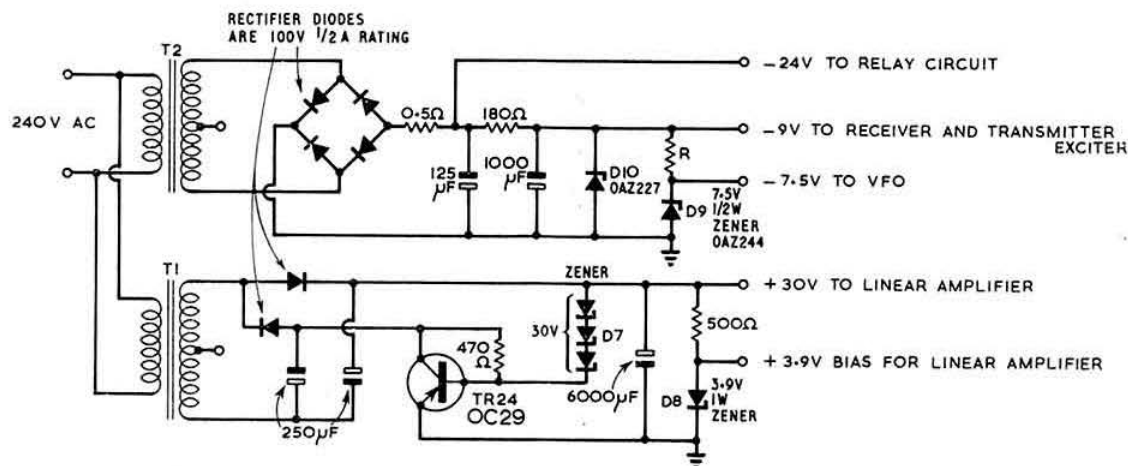 RECTIFIER DIODES
ARE 100V 1/2A RATING
T2
240V AC
0·5Ω
180Ω
125
µF
1000
µF
D10
OAZ227
R
D9
7·5V
1/2W
ZENER
OAZ244
−24V TO RELAY CIRCUIT
−9V TO RECEIVER AND TRANSMITTER
EXCITER
−7·5V TO VFO
T1
250µF
470
Ω
TR24
OC29
ZENER
30V
D7
6000µF
500Ω
D8
3·9V
1W
ZENER
+30V TO LINEAR AMPLIFIER
+3·9V BIAS FOR LINEAR AMPLIFIER